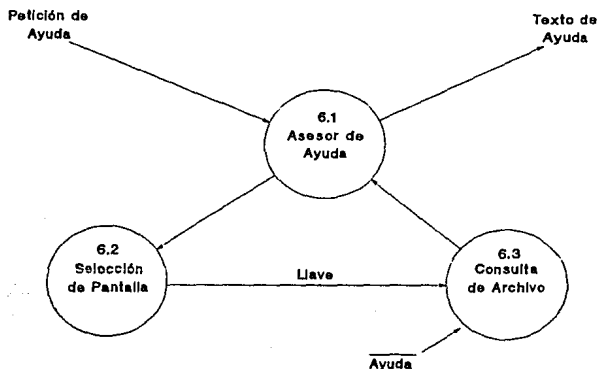 Petición de
Ayuda
Texto de
Ayuda
6.1
Asesor de
Ayuda
6.2
Selección
de Pantalla
Llave
6.3
Consulta
de Archivo
Ayuda